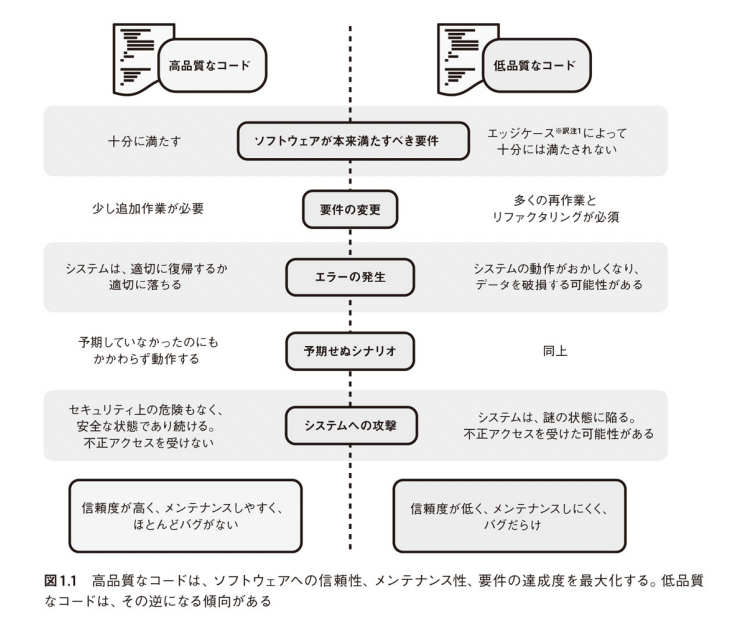 高品質なコード
低品質なコード
十分に満たす
ソフトウェアが本来満たすべき要件
エッジケース※訳注1によって
十分には満たされない
少し追加作業が必要
要件の変更
多くの再作業と
リファクタリングが必須
システムは、適切に復帰するか
適切に落ちる
エラーの発生
システムの動作がおかしくなり、
データを破損する可能性がある
予期していなかったのにも
かかわらず動作する
予期せぬシナリオ
同上
セキュリティ上の危険もなく、
安全な状態であり続ける。
不正アクセスを受けない
システムへの攻撃
システムは、謎の状態に陥る。
不正アクセスを受けた可能性がある
信頼度が高く、メンテナンスしやすく、
ほとんどバグがない
信頼度が低く、メンテナンスしにくく、
バグだらけ
図1.1 高品質なコードは、ソフトウェアへの信頼性、メンテナンス性、要件の達成度を最大化する。低品質
なコードは、その逆になる傾向がある